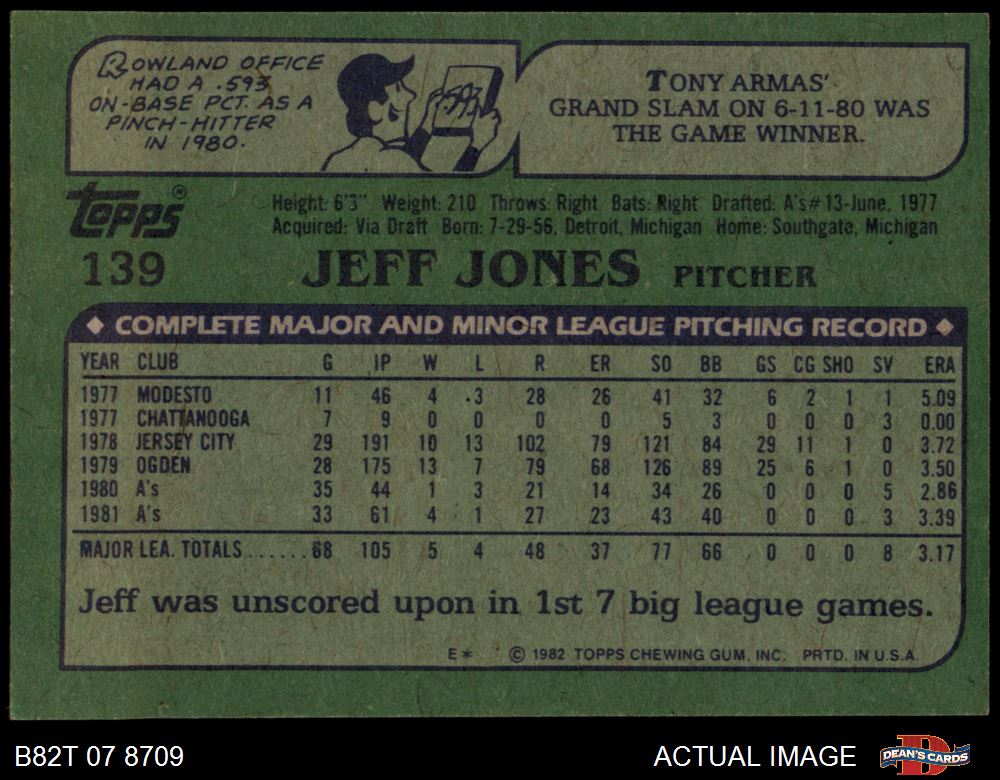 ROWLAND OFFICE
HAD A .593
ON-BASE PCT. AS A
PINCH-HITTER
IN 1980.
TONY ARMAS'
GRAND SLAM ON 6-11-80 WAS
THE GAME WINNER.
Topps®
Height: 6'3" Weight: 210 Throws: Right Bats: Right Drafted: A's #13-June, 1977
Acquired: Via Draft Born: 7-29-56, Detroit, Michigan Home: Southgate, Michigan
139 JEFF JONES PITCHER
◆ COMPLETE MAJOR AND MINOR LEAGUE PITCHING RECORD ◆
YEAR CLUB G IP W L R ER SO BB GS CG SHO SV ERA
1977 MODESTO 11 46 4 3 28 26 41 32 6 2 1 1 5.09
1977 CHATTANOOGA 7 9 0 0 0 0 5 3 0 0 0 3 0.00
1978 JERSEY CITY 29 191 10 13 102 79 121 84 29 11 1 0 3.72
1979 OGDEN 28 175 13 7 79 68 126 89 25 6 1 0 3.50
1980 A's 35 44 1 3 21 14 34 26 0 0 0 5 2.86
1981 A's 33 61 4 1 27 23 43 40 0 0 0 3 3.39
MAJOR LEA. TOTALS......68 105 5 4 48 37 77 66 0 0 0 8 3.17
Jeff was unscored upon in 1st 7 big league games.
E* © 1982 TOPPS CHEWING GUM, INC. PRTD. IN U.S.A.
B82T 07 8709 ACTUAL IMAGE DEAN'S CARDS